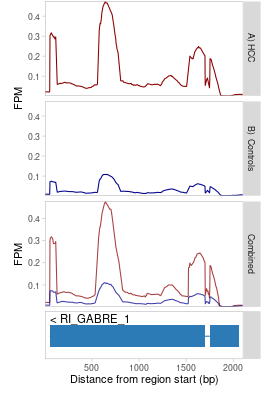 0.4
0.3
0.2
0.1
FPM
A) HCC
0.4
0.3
0.2
0.1
B) Controls
0.4
0.3
0.2
0.1
FPM
Combined
< RI_GABRE_1
500 1000 1500 2000
Distance from region start (bp)